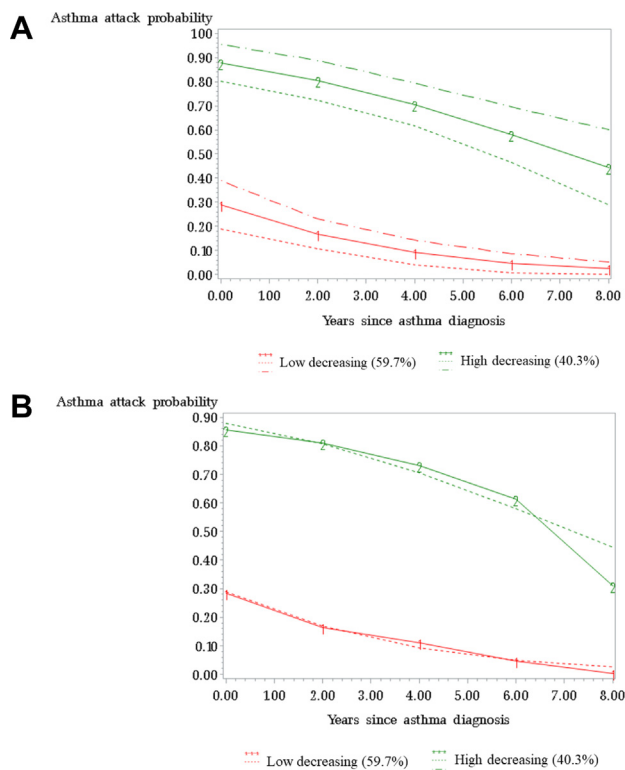 A
Asthma attack probability
1.00
0.90
0.80
0.70
0.60
0.50
0.40
0.30
0.20
0.10
0.00
2 2 2 2 2
1 1 1 1 1
0.00 1.00 2.00 3.00 4.00 5.00 6.00 7.00 8.00
Years since asthma diagnosis
+++ Low decreasing (59.7%) +++ High decreasing (40.3%)
B
Asthma attack probability
0.90
0.80
0.70
0.60
0.50
0.40
0.30
0.20
0.10
0.00
2 2 2 2 2
1 1 1 1 1
0.00 1.00 2.00 3.00 4.00 5.00 6.00 7.00 8.00
Years since asthma diagnosis
+++ Low decreasing (59.7%) +++ High decreasing (40.3%)